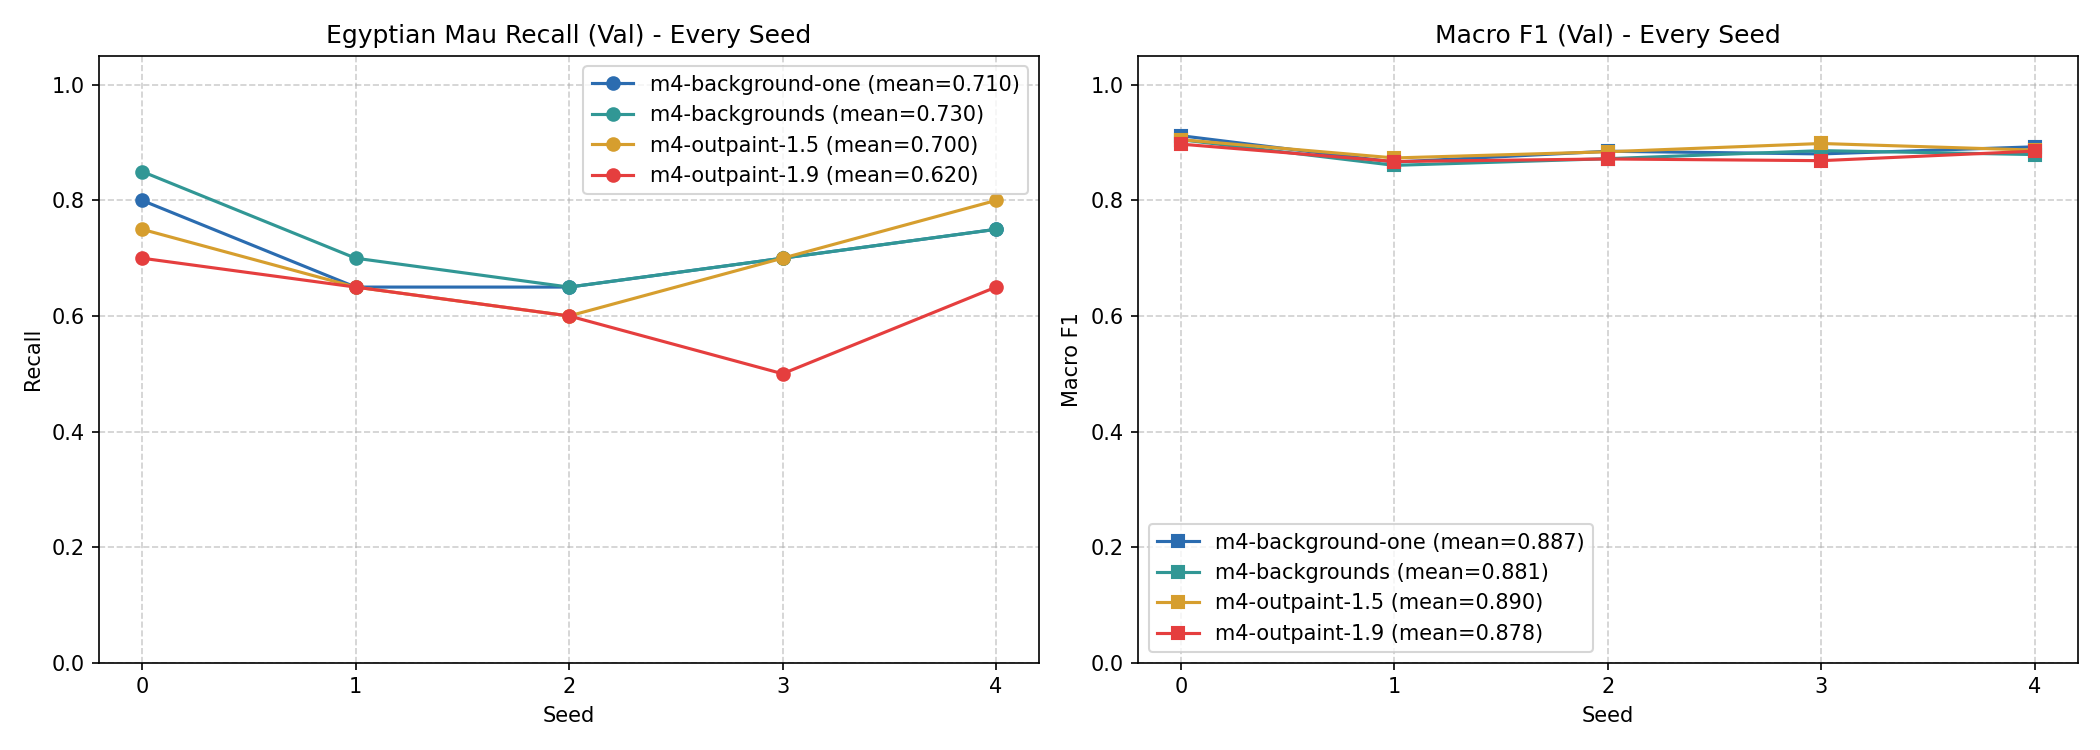 Egyptian Mau Recall (Val) - Every Seed
1.0
0.8
0.6
0.4
0.2
0.0
Recall
m4-background-one (mean=0.710)
m4-backgrounds (mean=0.730)
m4-outpaint-1.5 (mean=0.700)
m4-outpaint-1.9 (mean=0.620)
0 1 2 3 4
Seed
Macro F1 (Val) - Every Seed
1.0
0.8
0.6
0.4
0.2
0.0
Macro F1
m4-background-one (mean=0.887)
m4-backgrounds (mean=0.881)
m4-outpaint-1.5 (mean=0.890)
m4-outpaint-1.9 (mean=0.878)
0 1 2 3 4
Seed